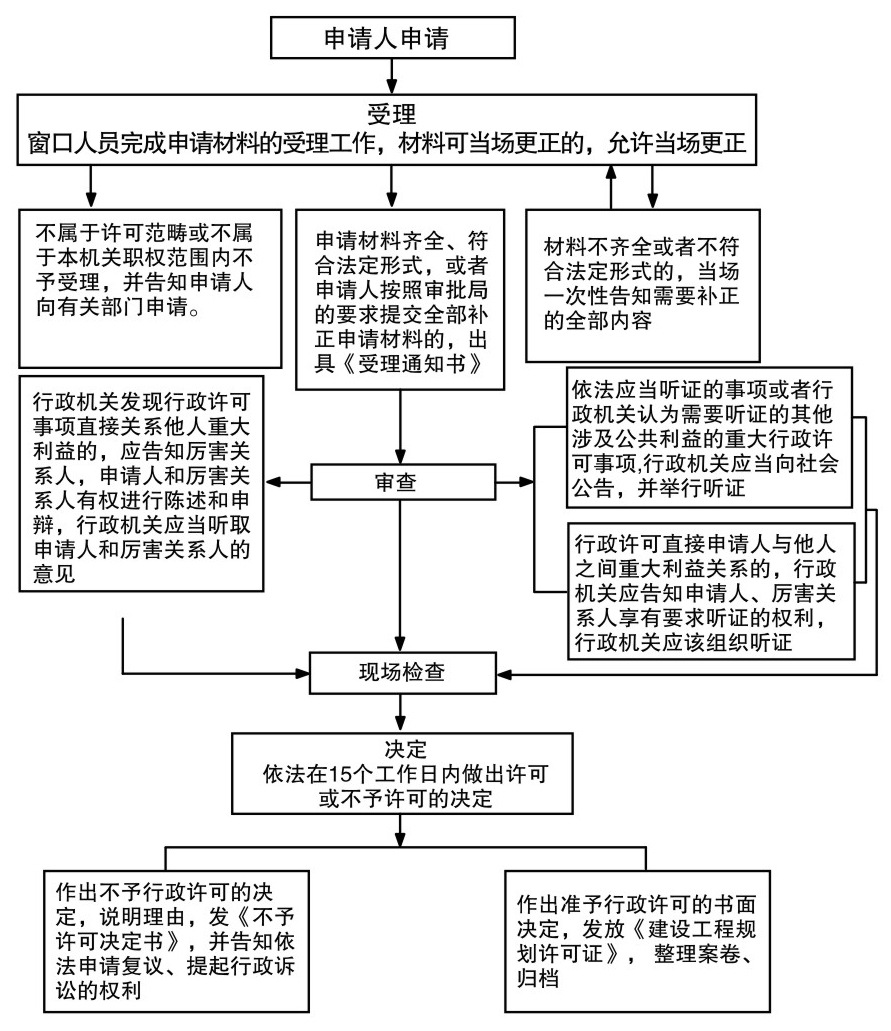 申请人申请
受理
窗口人员完成申请材料的受理工作，材料可当场更正的，允许当场更正
不属于许可范畴或不属
于本机关职权范围内不
予受理，并告知申请人
向有关部门申请。
申请材料齐全、符
合法定形式，或者
申请人按照审批局
的要求提交全部补
正申请材料的，出
具《受理通知书》
材料不齐全或者不符
合法定形式的，当场
一次性告知需要补正
的全部内容
行政机关发现行政许可
事项直接关系他人重大
利益的，应告知厉害关
系人，申请人和厉害关
系人有权进行陈述和申
辩，行政机关应当听取
申请人和厉害关系人的
意见
审查
依法应当听证的事项或者行
政机关认为需要听证的其他
涉及公共利益的重大行政许
可事项,行政机关应当向社会
公告，并举行听证
行政许可直接申请人与他人
之间重大利益关系的，行政
机关应告知申请人、厉害关
系人享有要求听证的权利，
行政机关应该组织听证
现场检查
决定
依法在15个工作日内做出许可
或不予许可的决定
作出不予行政许可的决
定，说明理由，发《不予
许可决定书》，并告知依
法申请复议、提起行政诉
讼的权利
作出准予行政许可的书面
决定，发放《建设工程规
划许可证》，整理案卷、
归档